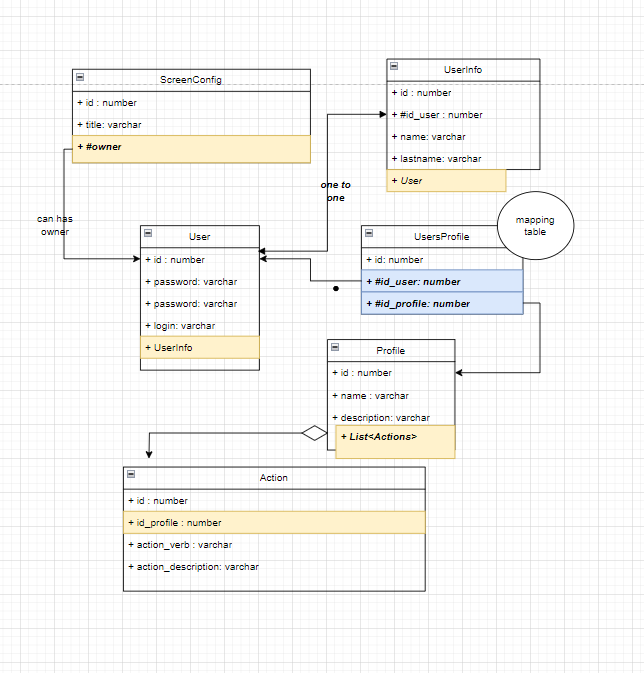 ScreenConfig
+ id : number
+ title: varchar
+ #owner
UserInfo
+ id : number
+ #id_user : number
+ name: varchar
+ lastname: varchar
+ User
one to
one
can has
owner
mapping
table
User
+ id : number
+ password: varchar
+ password: varchar
+ login: varchar
+ UserInfo
UsersProfile
+ id: number
+ #id_user: number
+ #id_profile: number
Profile
+ id : number
+ name : varchar
+ description: varchar
+ List<Actions>
Action
+ id : number
+ id_profile : number
+ action_verb : varchar
+ action_description: varchar